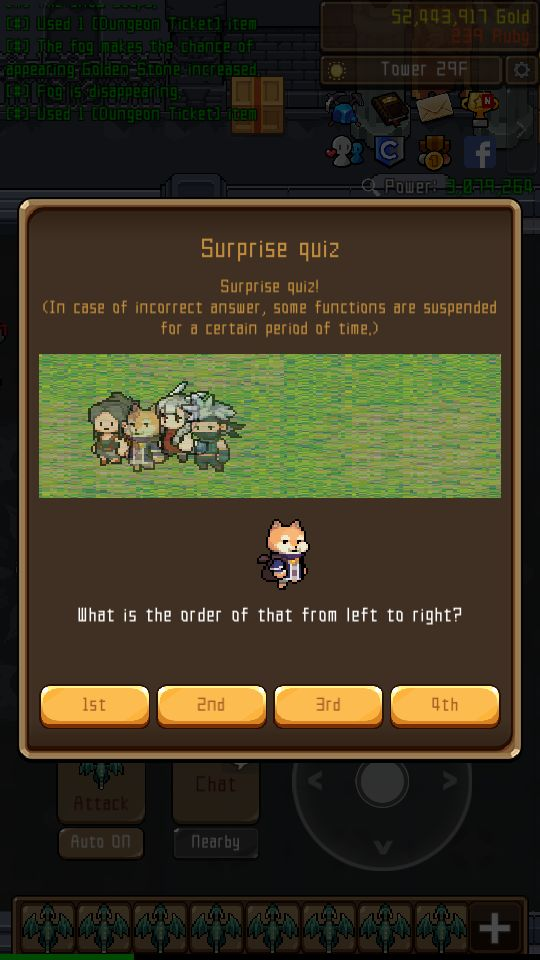 [#] Used 1 [Dungeon Ticket] item
[#] The fog makes the chance of
appearing Golden Stone increased.
[#] Fog is disappearing.
[#] Used 1 [Dungeon Ticket] item
52,443,917 Gold
239 Ruby
Tower 29F
N
C
f
Power: 3,079,264
Surprise quiz
Surprise quiz!
(In case of incorrect answer, some functions are suspended
for a certain period of time.)
What is the order of that from left to right?
1st
2nd
3rd
4th
Attack
Chat
Auto ON
Nearby